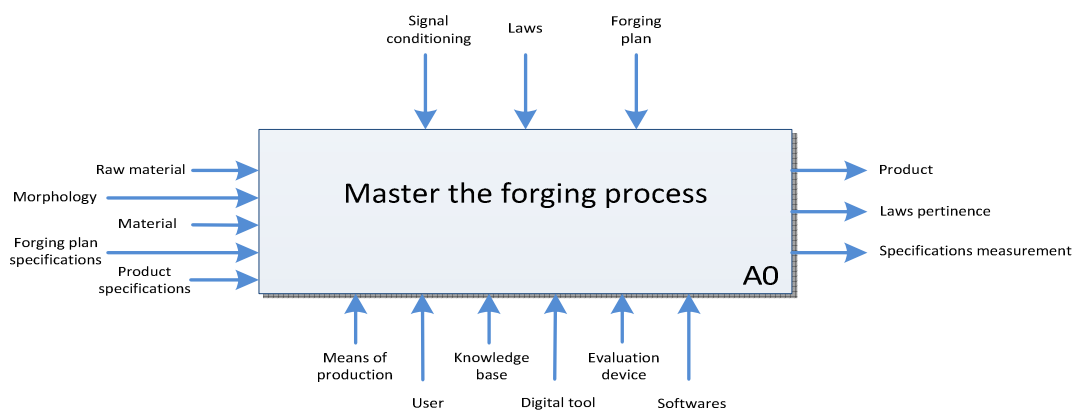 Signal
conditioning
Laws
Forging
plan
Raw material
Morphology
Material
Forging plan
specifications
Product
specifications
Master the forging process
A0
Product
Laws pertinence
Specifications measurement
Means of
production
User
Knowledge
base
Digital tool
Evaluation
device
Softwares